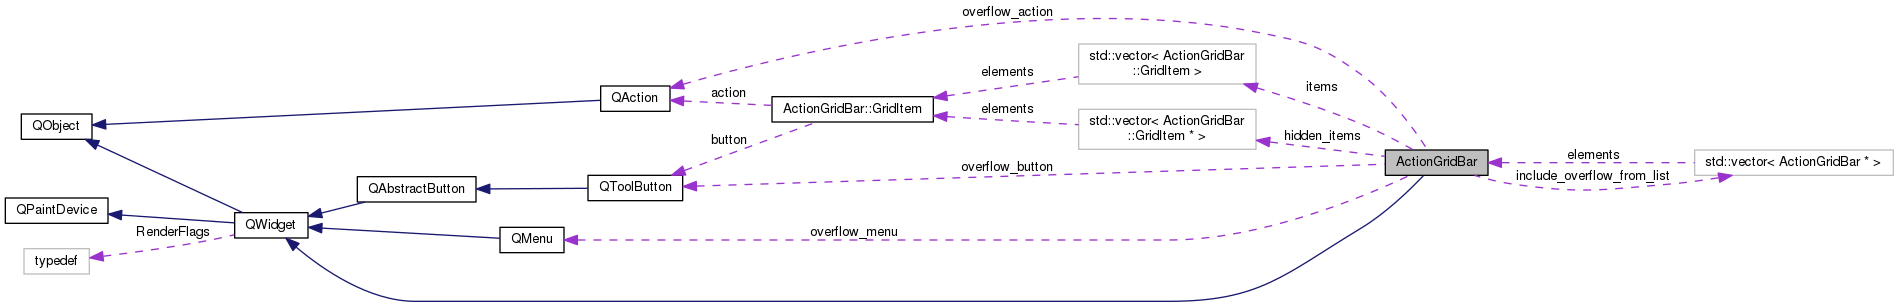 overflow_action
std::vector< ActionGridBar
::GridItem >
elements
items
QAction
action
ActionGridBar::GridItem
elements
std::vector< ActionGridBar
::GridItem * >
hidden_items
QObject
button
overflow_button
ActionGridBar
elements
include_overflow_from_list
std::vector< ActionGridBar * >
QAbstractButton
QToolButton
QPaintDevice
QWidget
RenderFlags
QMenu
overflow_menu
typedef